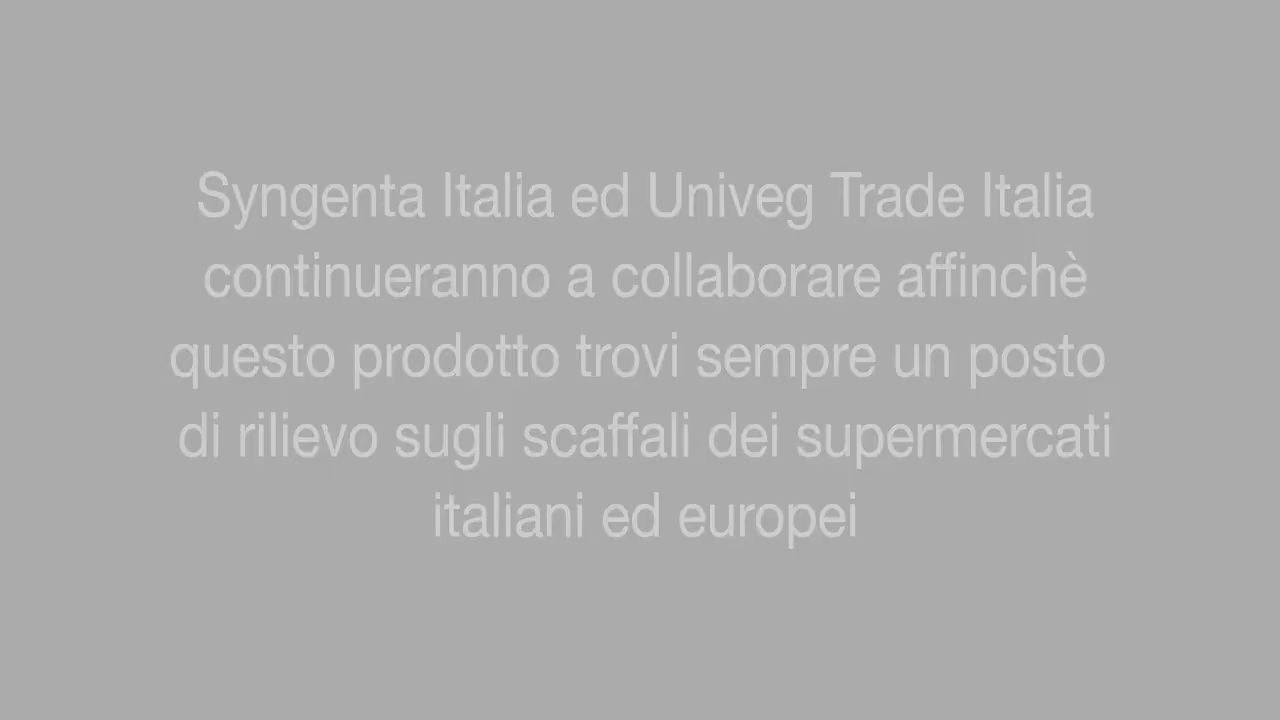 Syngenta Italia ed Univeg Trade Italia
continueranno a collaborare affinchè
questo prodotto trovi sempre un posto
di rilievo sugli scaffali dei supermercati
italiani ed europei